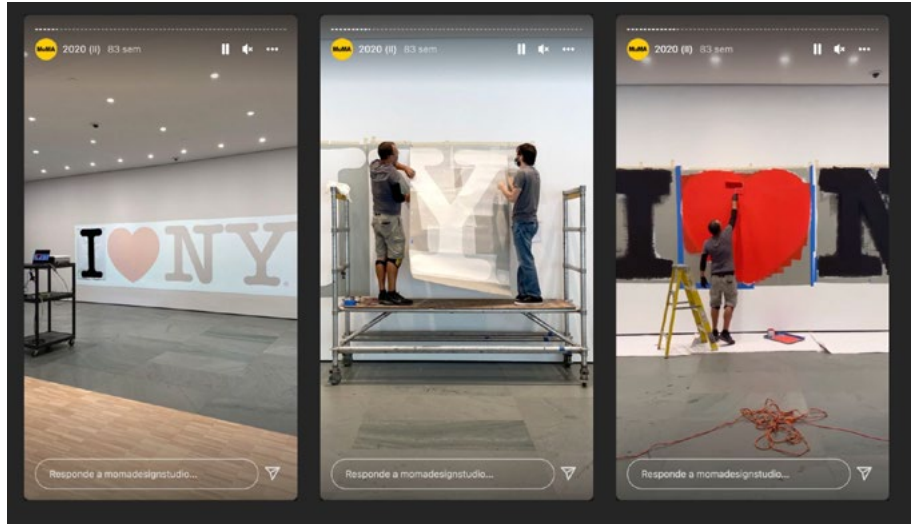 MoMA 2020 (II) 83 sem
I ❤ NY.
Responde a momadesignstudio...
MoMA 2020 (II) 83 sem
Y
Responde a momadesignstudio...
MoMA 2020 (II) 83 sem
I ❤ N
Responde a momadesignstudio...